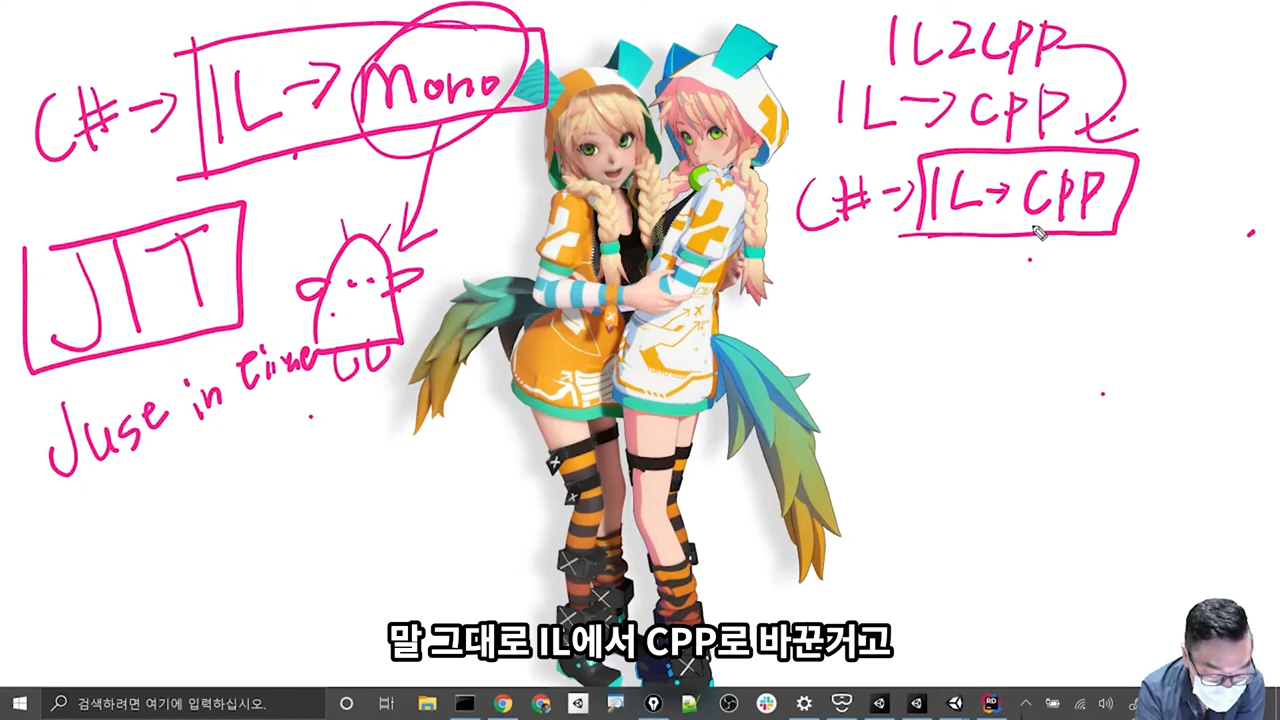 C# → IL → Mono
JIT
Juse in time
IL2CPP
IL → CPP
C# → IL → CPP
말 그대로 IL에서 CPP로 바꾼거고
검색하려면 여기에 입력하십시오.
RD